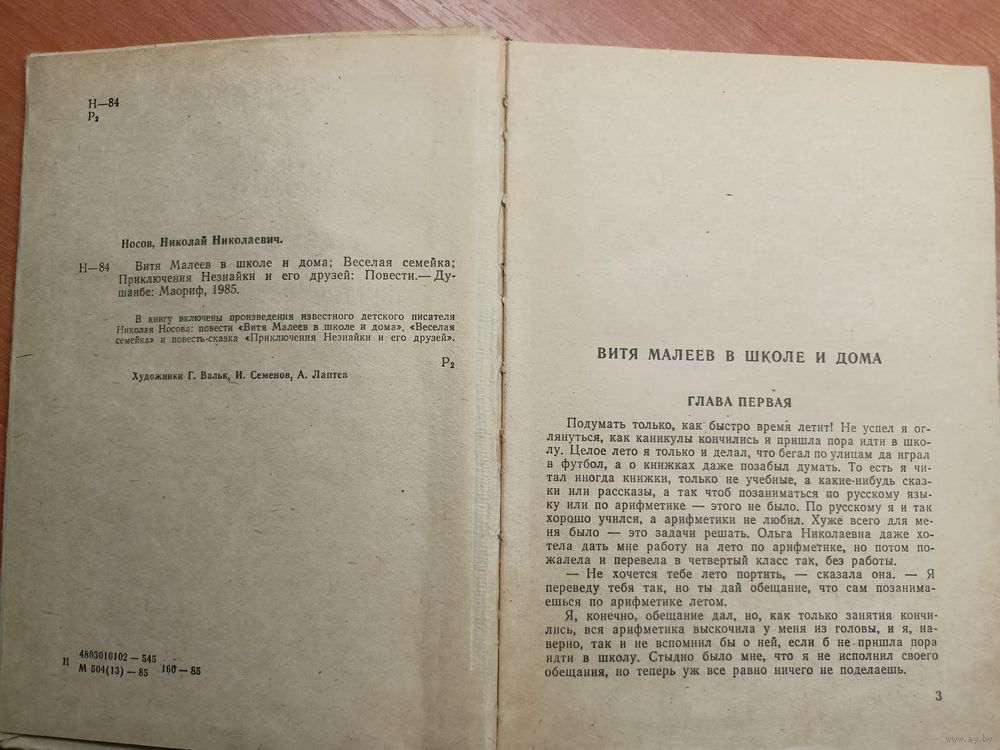 Н—84
Р₂
Носов, Николай Николаевич.
Н—84 Витя Малеев в школе и дома; Веселая семейка;
Приключения Незнайки и его друзей: Повести.— Ду-
шанбе: Маориф, 1985.
В книгу включены произведения известного детского писателя
Николая Носова: повести «Витя Малеев в школе и дома», «Веселая
семейка» и повесть-сказка «Приключения Незнайки и его друзей».
Р₂
Художники Г. Вальк, И. Семенов, А. Лаптев
Н 4803010102—545
М 504(13)—85 160—85
ВИТЯ МАЛЕЕВ В ШКОЛЕ И ДОМА
ГЛАВА ПЕРВАЯ
Подумать только, как быстро время летит! Не успел я ог-
лянуться, как каникулы кончились и пришла пора идти в шко-
лу. Целое лето я только и делал, что бегал по улицам да играл
в футбол, а о книжках даже позабыл думать. То есть я чи-
тал иногда книжки, только не учебные, а какие-нибудь сказ-
ки или рассказы, а так чтоб позаниматься по русскому язы-
ку или по арифметике — этого не было. По русскому я и так
хорошо учился, а арифметики не любил. Хуже всего для ме-
ня было — это задачи решать. Ольга Николаевна даже хо-
тела дать мне работу на лето по арифметике, но потом по-
жалела и перевела в четвертый класс так, без работы.
— Не хочется тебе лето портить, — сказала она. — Я
переведу тебя так, но ты дай обещание, что сам позанима-
ешься по арифметике летом.
Я, конечно, обещание дал, но, как только занятия кончи-
лись, вся арифметика выскочила у меня из головы, и я, на-
верно, так и не вспомнил бы о ней, если б не пришла пора
идти в школу. Стыдно было мне, что я не исполнил своего
обещания, но теперь уж все равно ничего не поделаешь.
3
www.ay.by